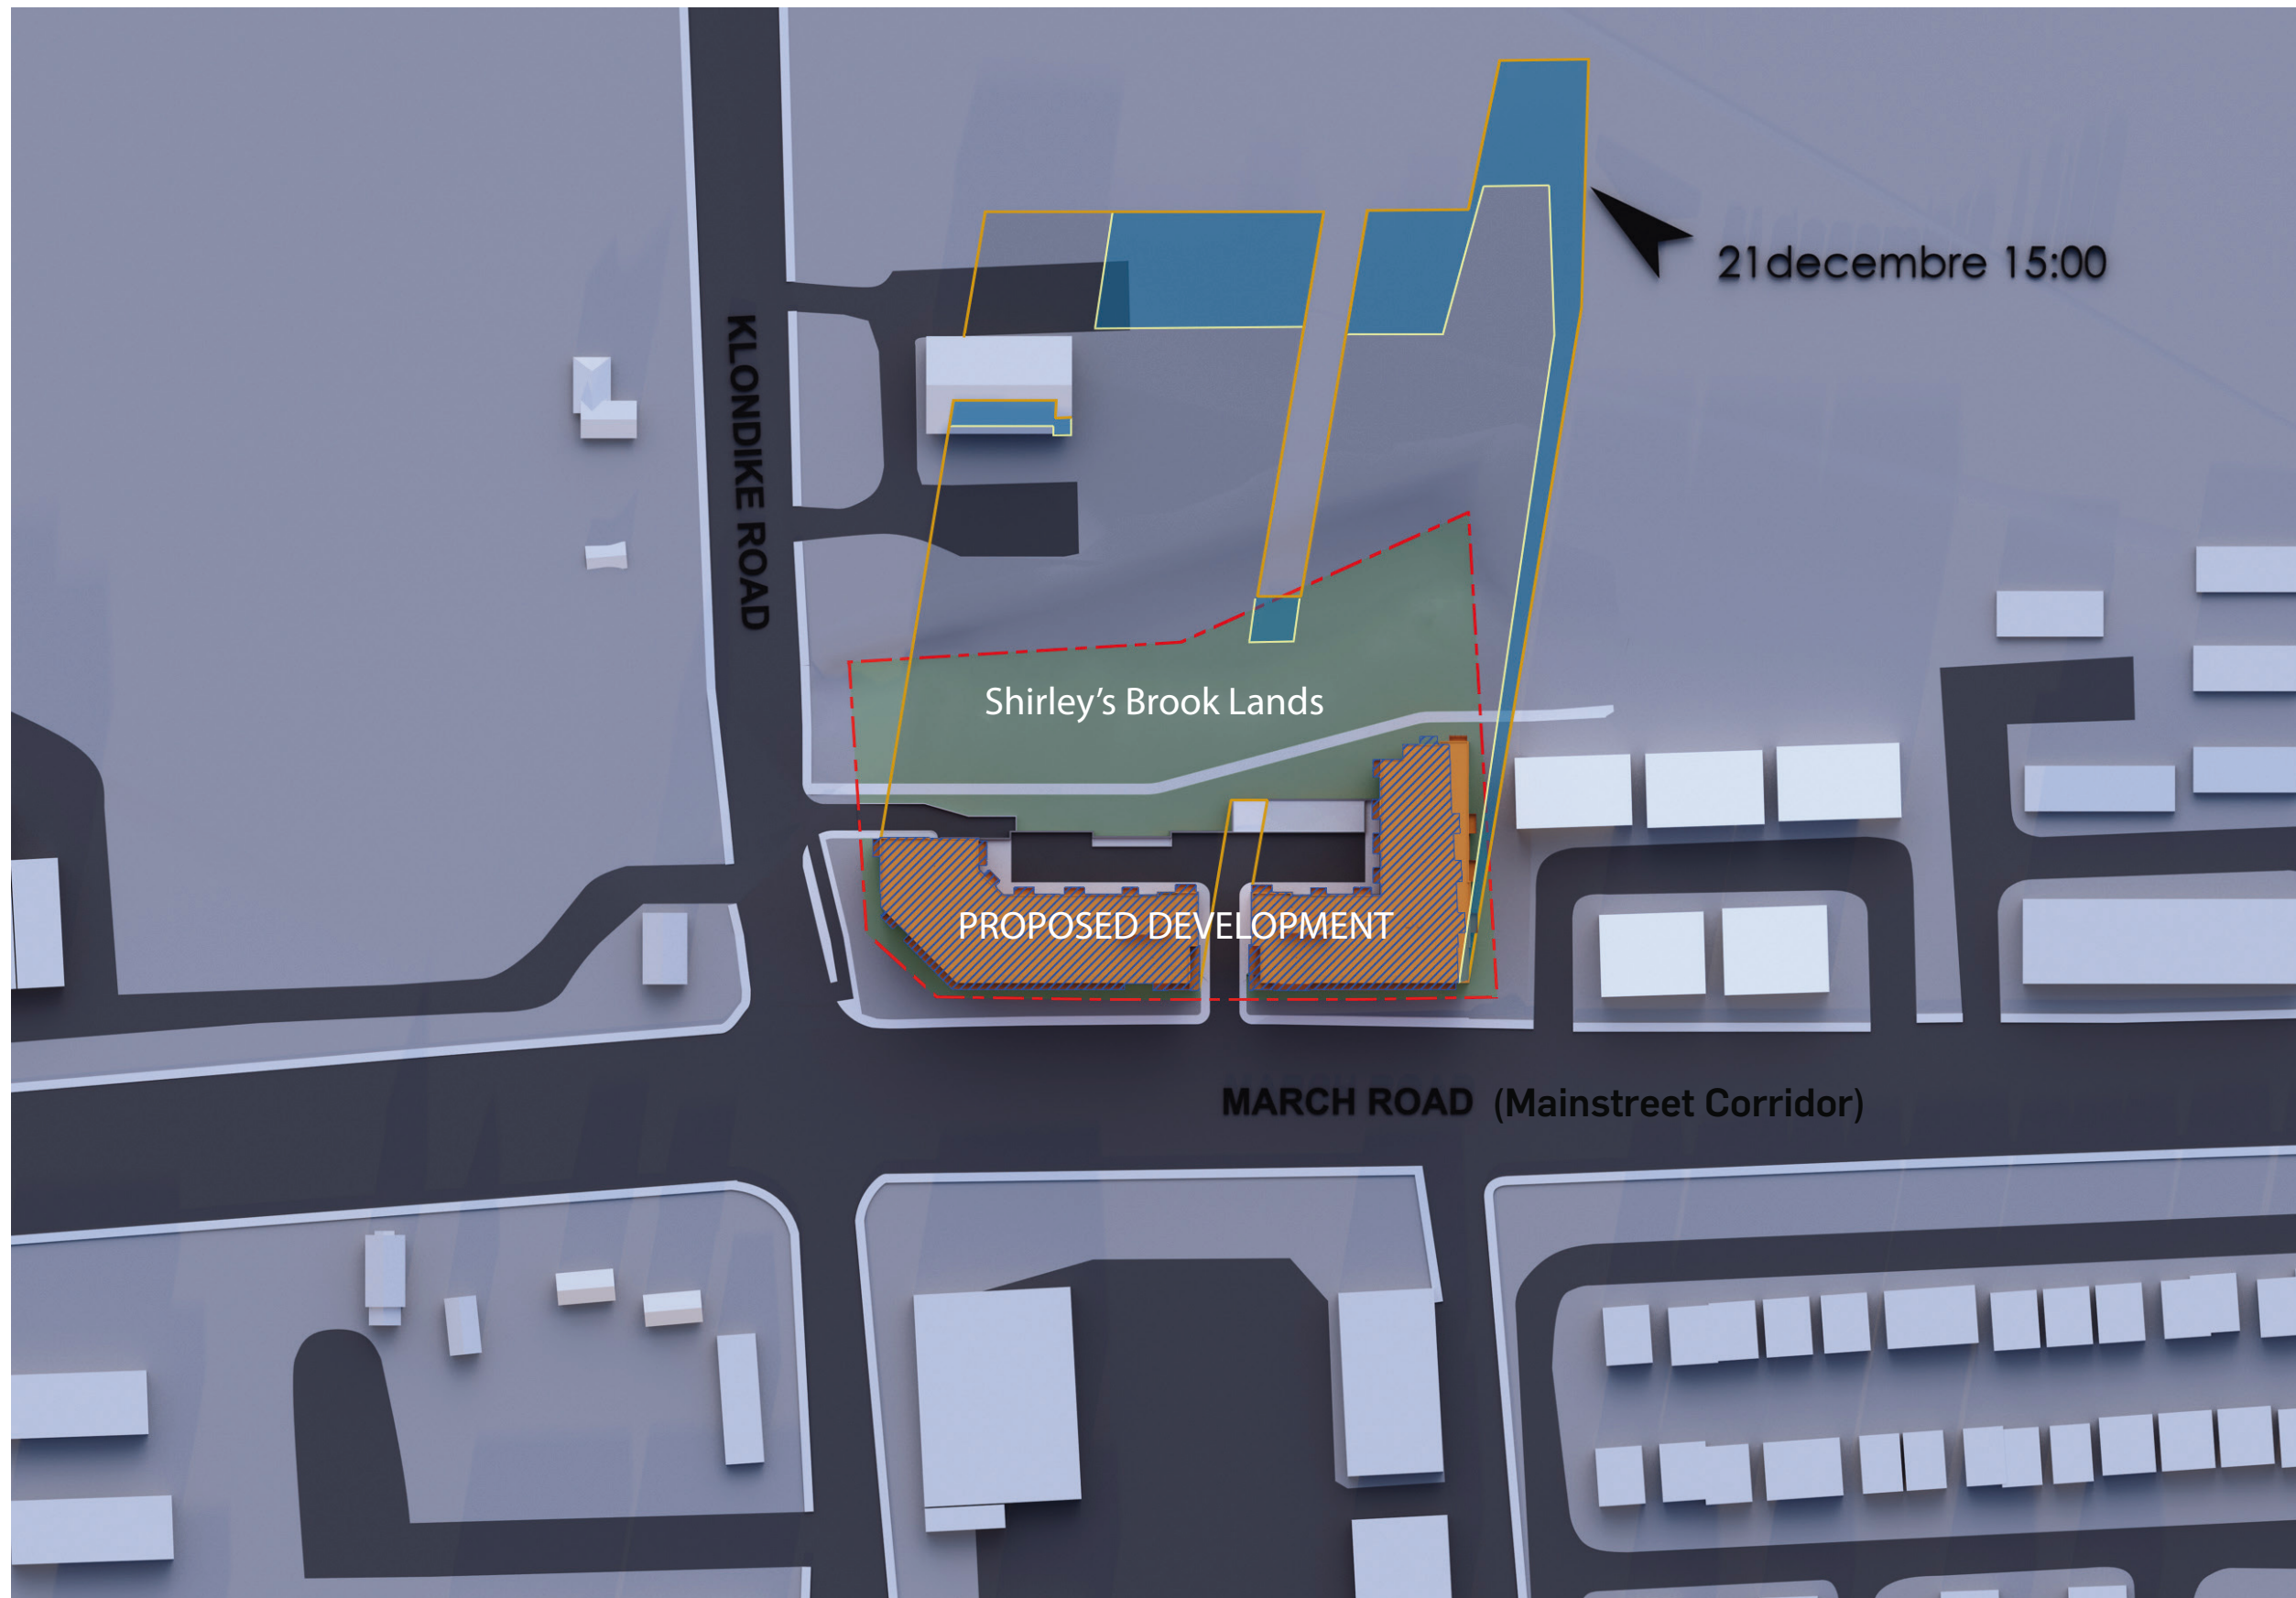 21decembre 15:00
KLONDIKE ROAD
Shirley’s Brook Lands
PROPOSED DEVELOPMENT
MARCH ROAD (Mainstreet Corridor)